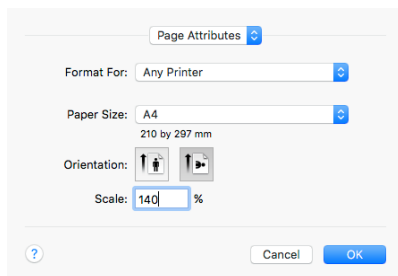 Page Attributes
Format For: Any Printer
Paper Size: A4
210 by 297 mm
Orientation:
Scale: 140 %
? Cancel OK